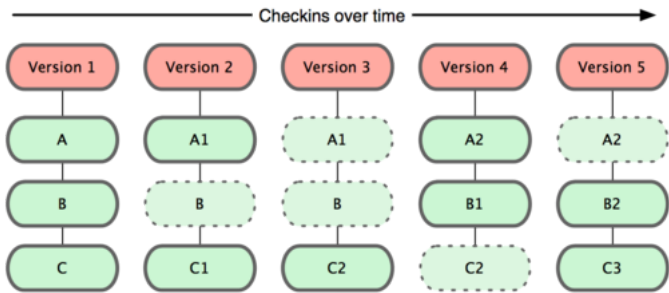 Checkins over time
Version 1 Version 2 Version 3 Version 4 Version 5
A A1 A1 A2 A2
B B B B1 B2
C C1 C2 C2 C3